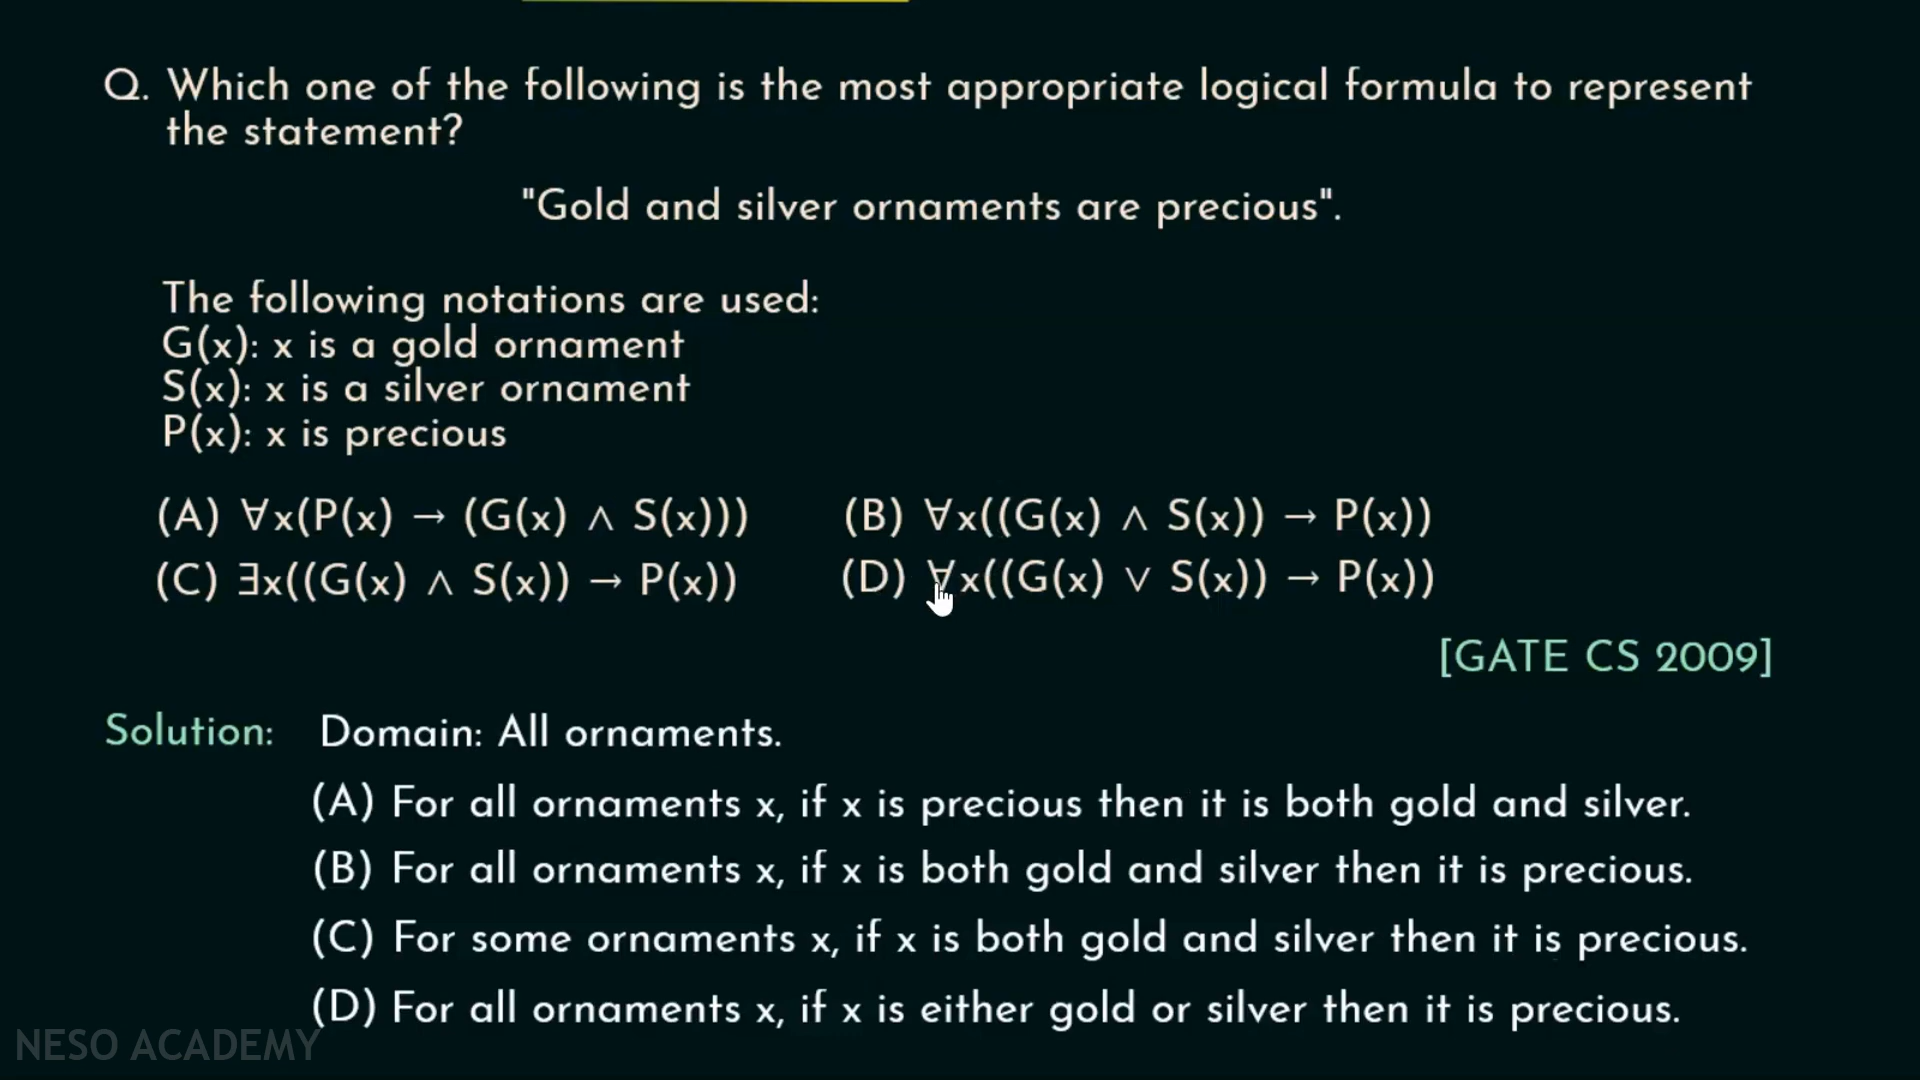 Q. Which one of the following is the most appropriate logical formula to represent
the statement?
"Gold and silver ornaments are precious".
The following notations are used:
G(x): x is a gold ornament
S(x): x is a silver ornament
P(x): x is precious
(A) ∀x(P(x) → (G(x) ∧ S(x))) (B) ∀x((G(x) ∧ S(x)) → P(x))
(C) ∃x((G(x) ∧ S(x)) → P(x)) (D) ∀x((G(x) ∨ S(x)) → P(x))
[GATE CS 2009]
Solution: Domain: All ornaments.
(A) For all ornaments x, if x is precious then it is both gold and silver.
(B) For all ornaments x, if x is both gold and silver then it is precious.
(C) For some ornaments x, if x is both gold and silver then it is precious.
(D) For all ornaments x, if x is either gold or silver then it is precious.
NESO ACADEMY